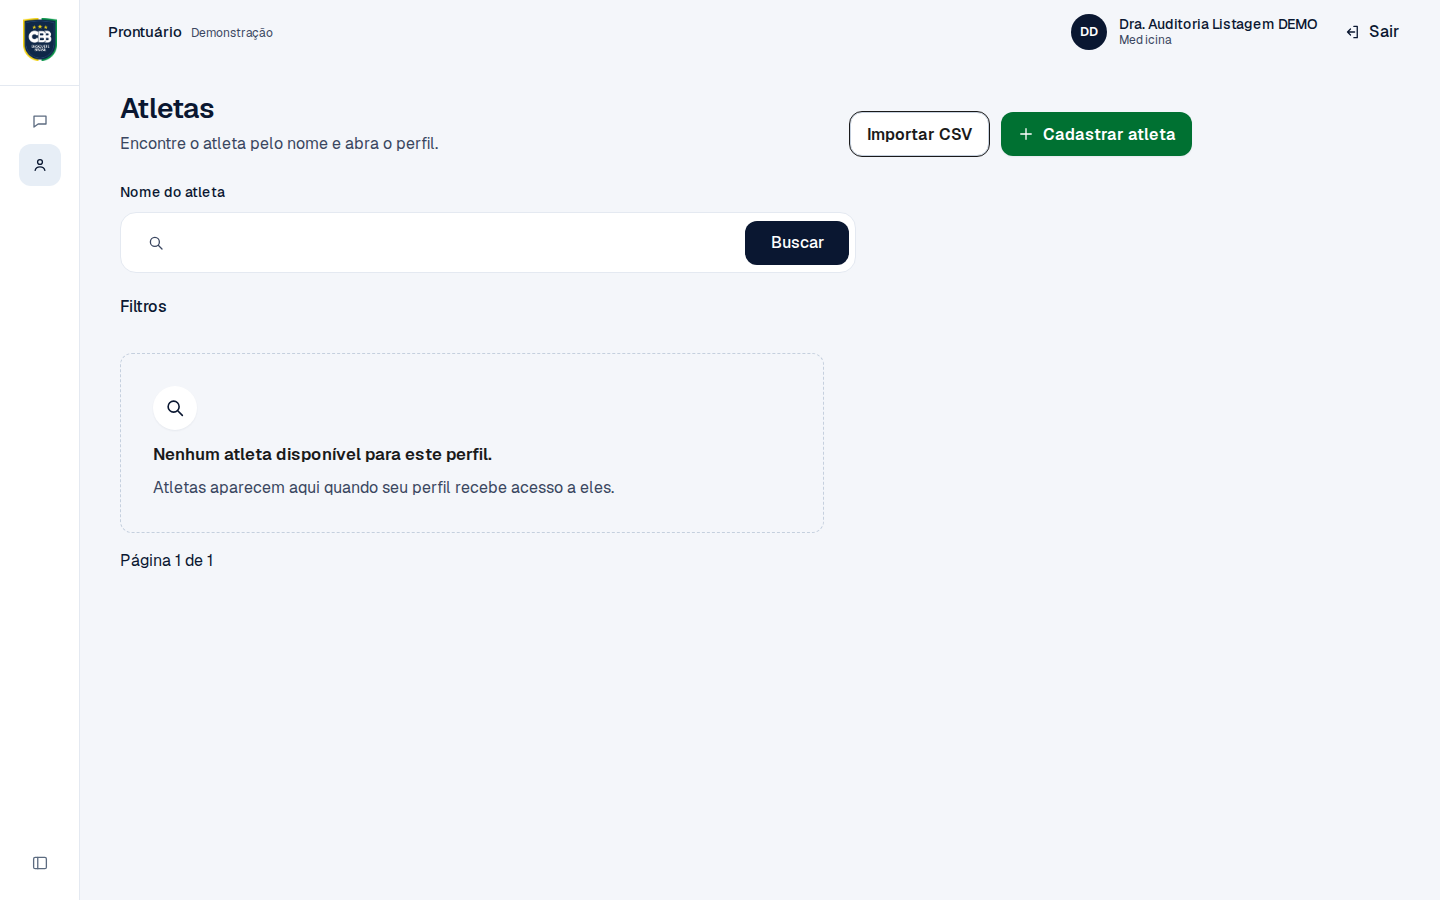 CBB
Prontuário Demonstração
DD
Dra. Auditoria Listagem DEMO
Medicina
Sair
Atletas
Encontre o atleta pelo nome e abra o perfil.
Importar CSV
Cadastrar atleta
Nome do atleta
Buscar
Filtros
Nenhum atleta disponível para este perfil.
Atletas aparecem aqui quando seu perfil recebe acesso a eles.
Página 1 de 1